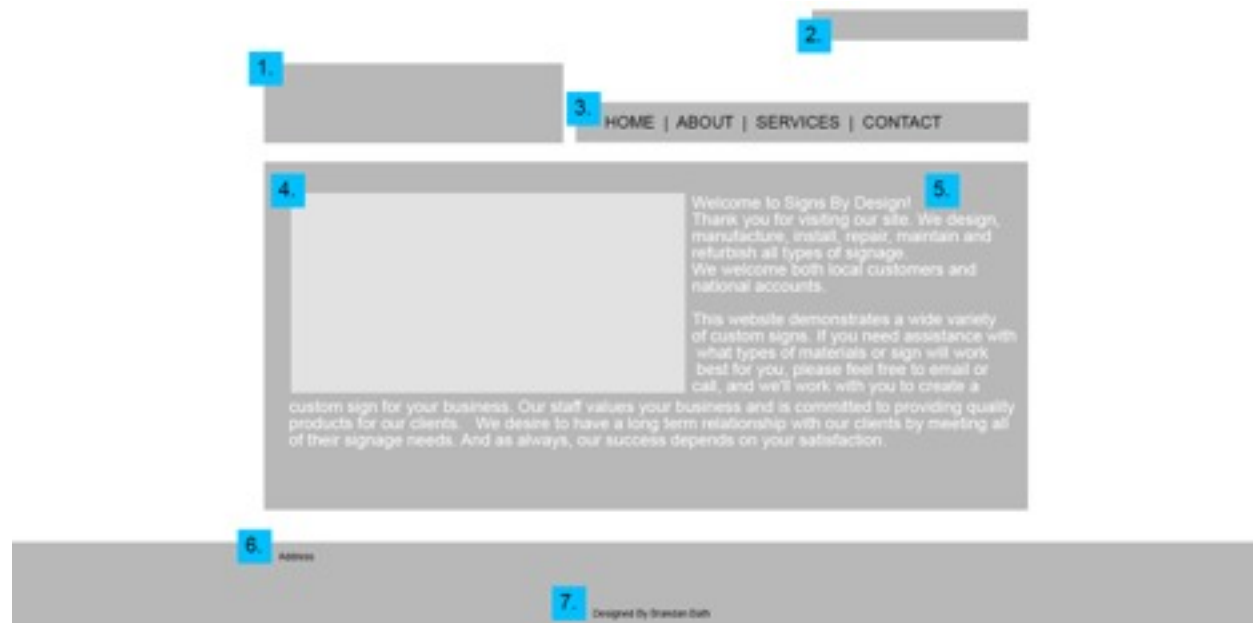 2.
1.
3.
HOME | ABOUT | SERVICES | CONTACT
4.
5.
Welcome to Signs By Design!
Thank you for visiting our site. We design,
manufacture, install, repair, maintain and
refurbish all types of signage.
We welcome both local customers and
national accounts.
This website demonstrates a wide variety
of custom signs. If you need assistance with
what types of materials or sign will work
best for you, please feel free to email or
call, and we'll work with you to create a
custom sign for your business. Our staff values your business and is committed to providing quality
products for our clients. We desire to have a long term relationship with our clients by meeting all
of their signage needs. And as always, our success depends on your satisfaction.
6.
Address
7.
Designed By Brandan Bath